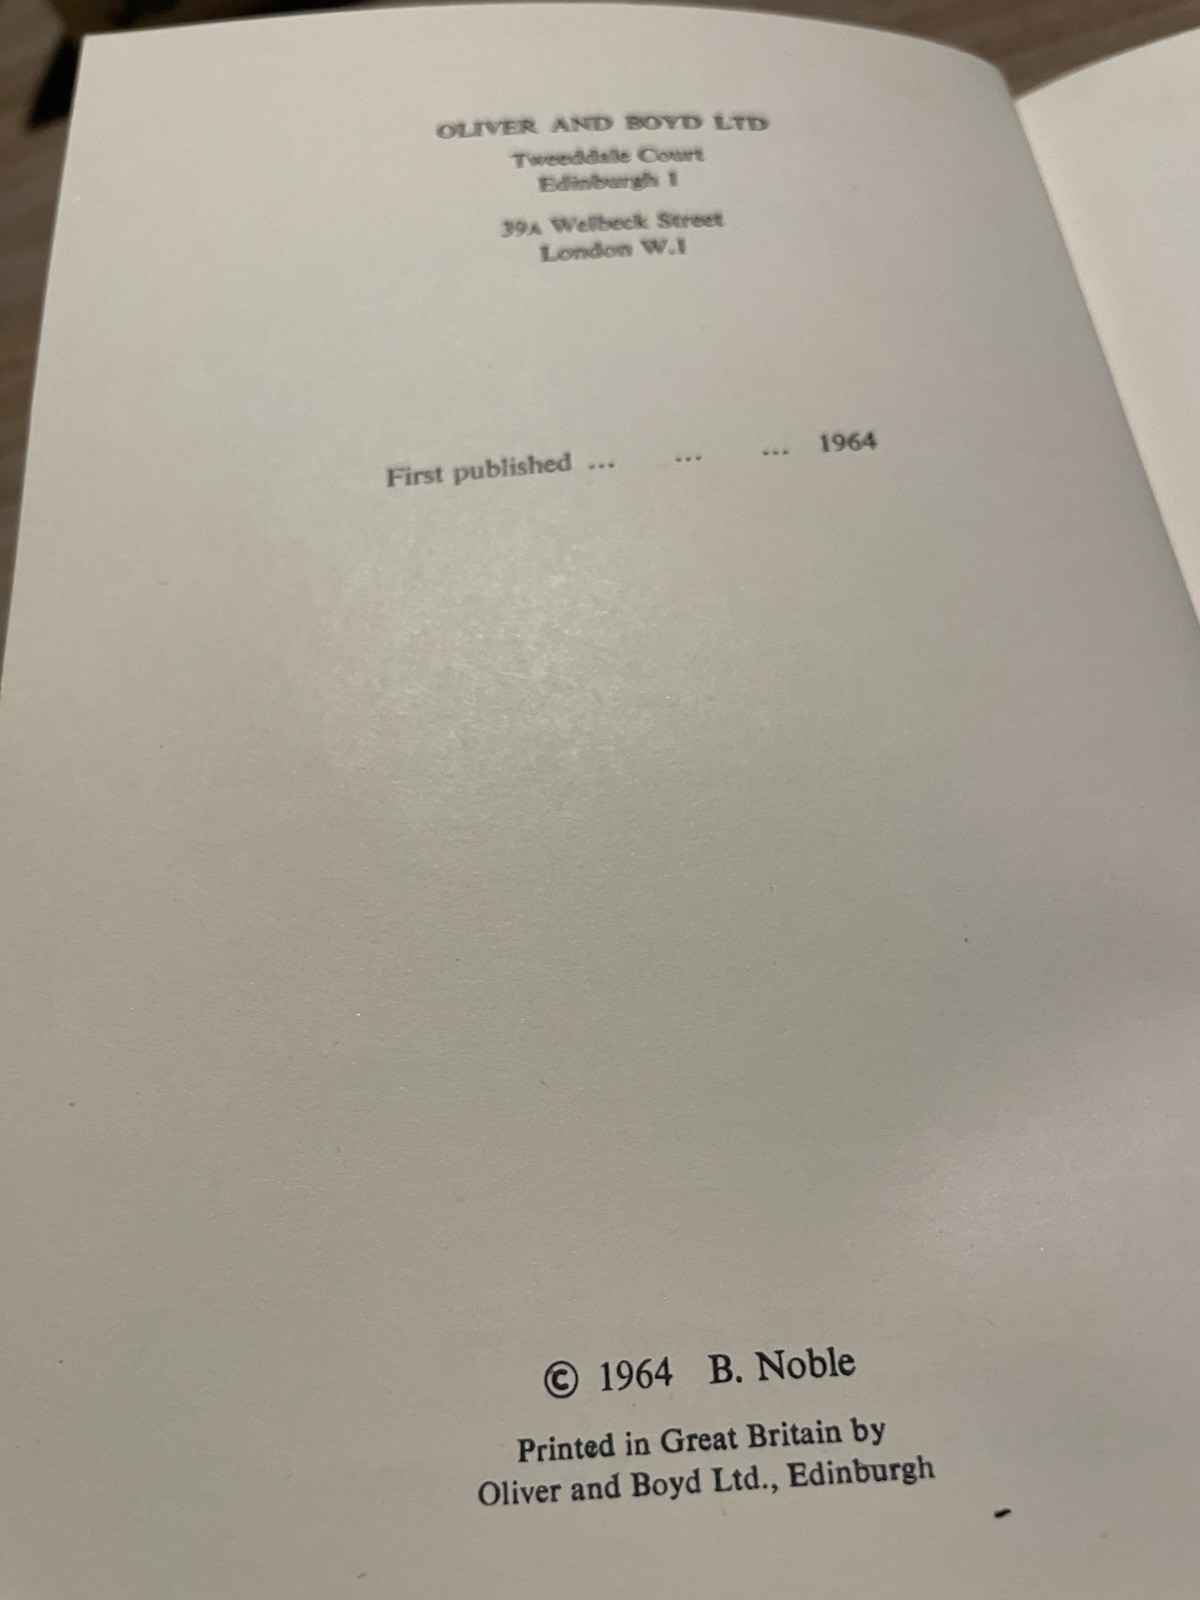 OLIVER AND BOYD LTD
Tweeddale Court
Edinburgh 1
39A Welbeck Street
London W.1
First published ... ... ... 1964
© 1964 B. Noble
Printed in Great Britain by
Oliver and Boyd Ltd., Edinburgh